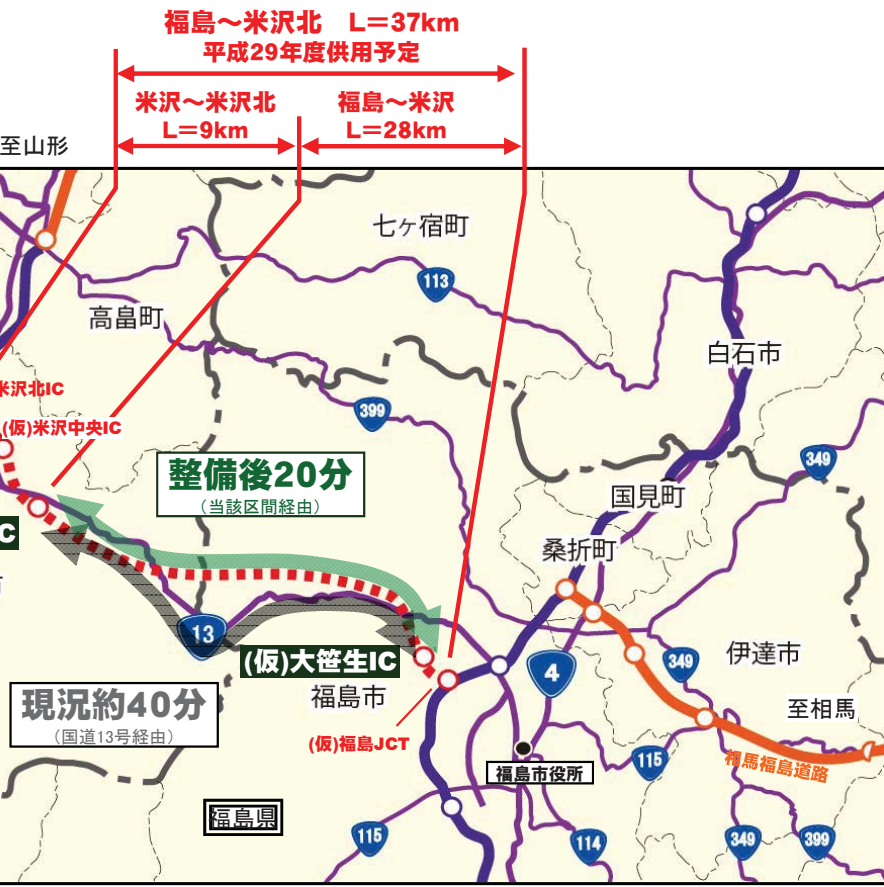 福島～米沢北　L＝37km
平成29年度供用予定
米沢～米沢北
L＝9km
福島～米沢
L＝28km
至山形
七ヶ宿町
113
高畠町
白石市
米沢北IC
399
(仮)米沢中央IC
349
整備後20分
(当該区間経由)
国見町
C
桑折町
13
(仮)大笹生IC
4
349
伊達市
現況約40分
(国道13号経由)
福島市
至相馬
(仮)福島JCT
福島市役所
115
相馬福島道路
福島県
115
114
349
399